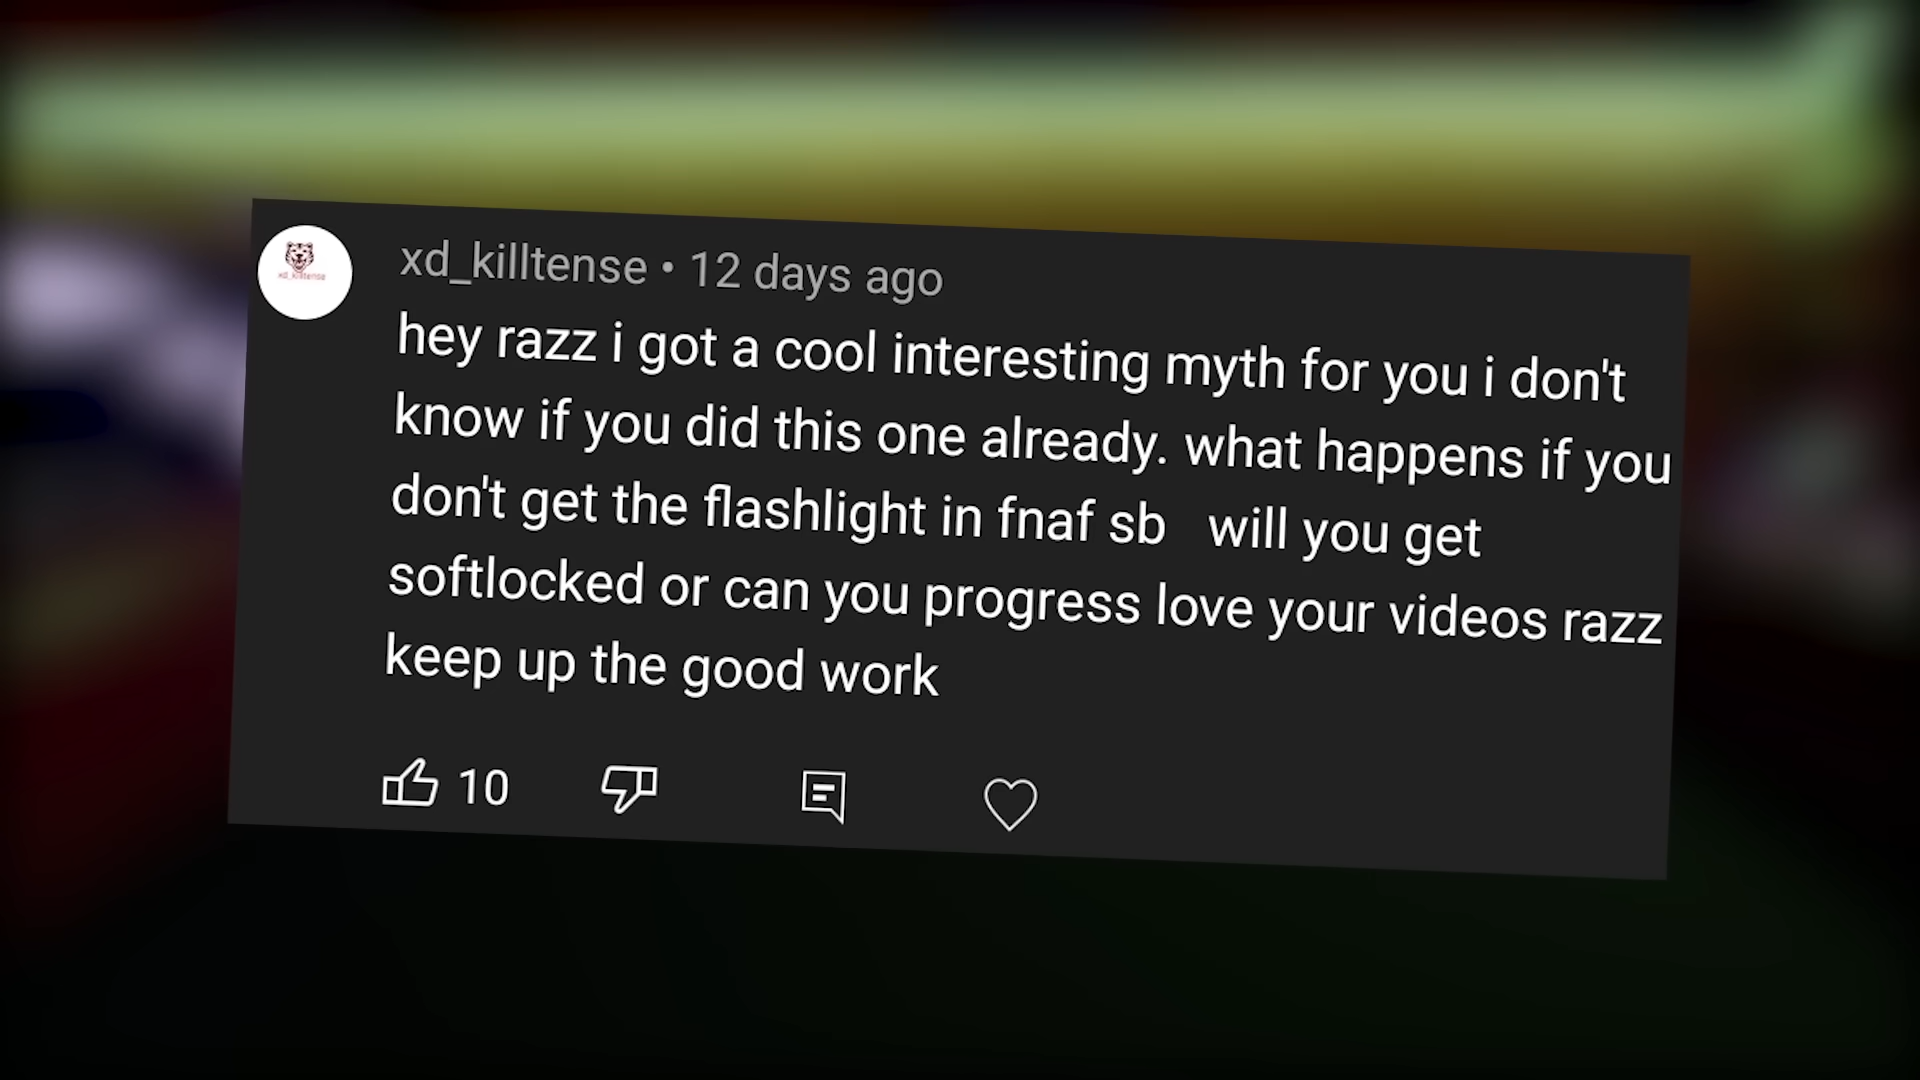 xd_killtense • 12 days ago
hey razz i got a cool interesting myth for you i don't
know if you did this one already. what happens if you
don't get the flashlight in fnaf sb   will you get
softlocked or can you progress love your videos razz
keep up the good work
10